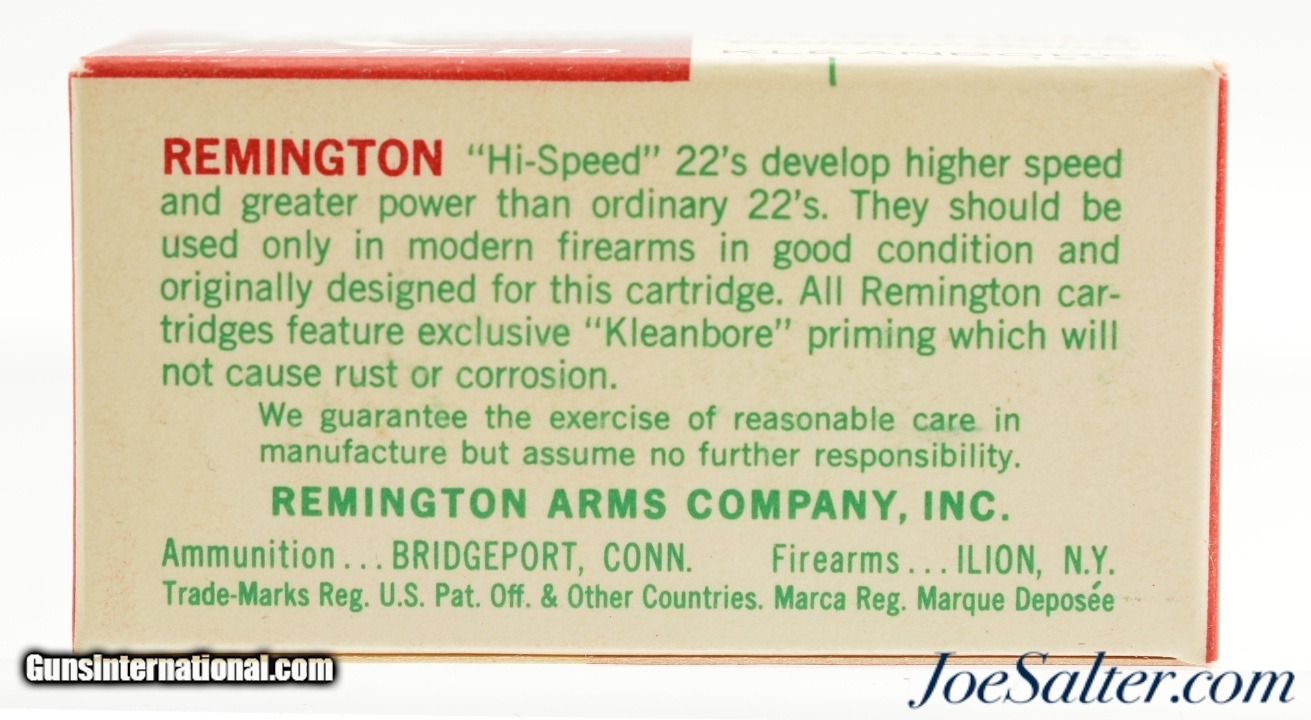 HI-SPEED
REMINGTON “Hi-Speed” 22's develop higher speed
and greater power than ordinary 22's. They should be
used only in modern firearms in good condition and
originally designed for this cartridge. All Remington car-
tridges feature exclusive “Kleanbore” priming which will
not cause rust or corrosion.
We guarantee the exercise of reasonable care in
manufacture but assume no further responsibility.
REMINGTON ARMS COMPANY, INC.
Ammunition...BRIDGEPORT, CONN. Firearms...ILION, N.Y.
Trade-Marks Reg. U.S. Pat. Off. & Other Countries. Marca Reg. Marque Deposée
GunsInternational.com
JoeSalter.com